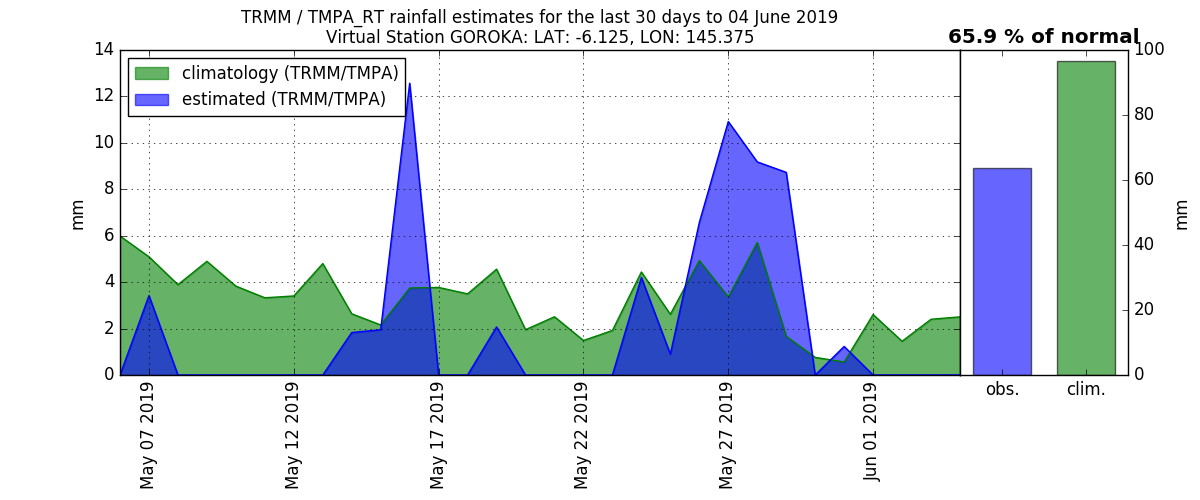 TRMM / TMPA_RT rainfall estimates for the last 30 days to 04 June 2019
Virtual Station GOROKA: LAT: -6.125, LON: 145.375
65.9 % of normal
climatology (TRMM/TMPA)
estimated (TRMM/TMPA)
mm
14
12
10
8
6
4
2
0
May 07 2019
May 12 2019
May 17 2019
May 22 2019
May 27 2019
Jun 01 2019
100
80
60
40
20
0
mm
obs.
clim.